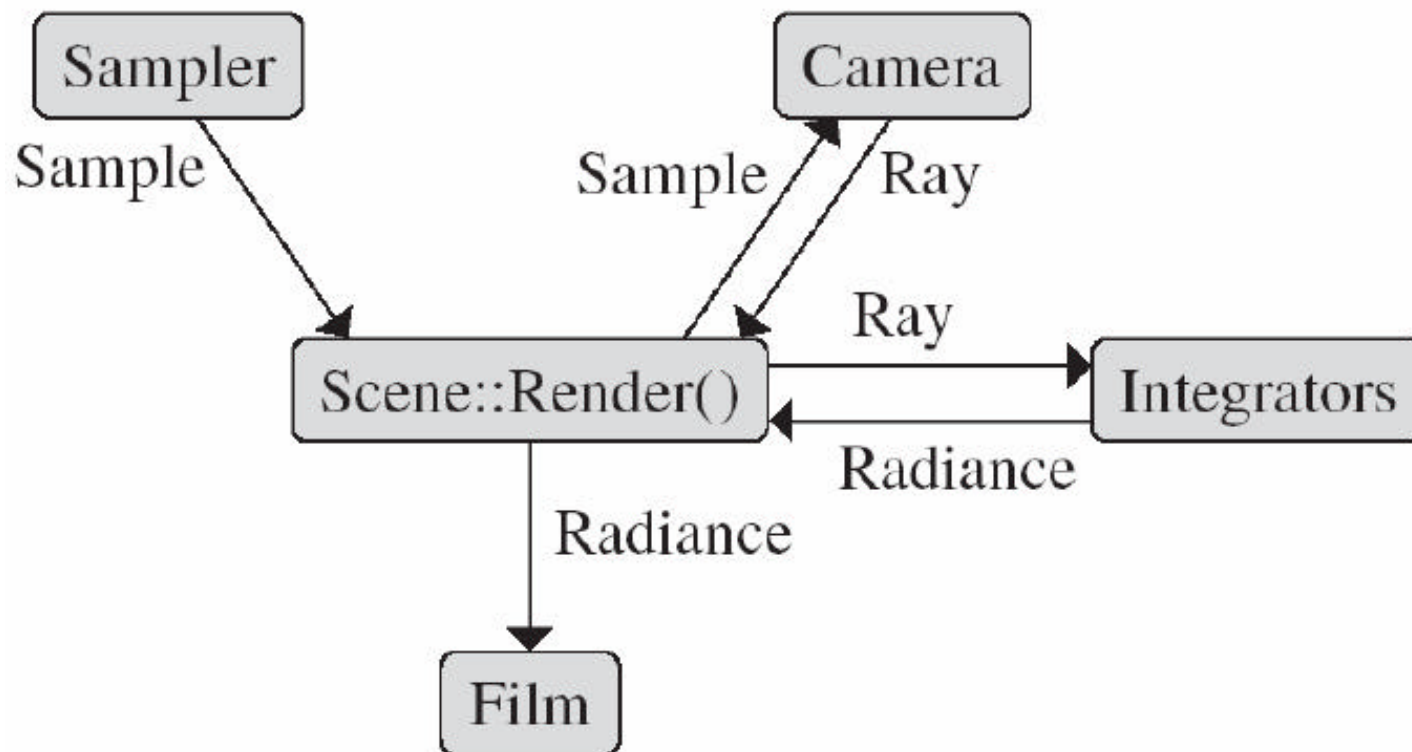 Sampler
Camera
Sample
Sample
Ray
Ray
Scene::Render()
Integrators
Radiance
Radiance
Film